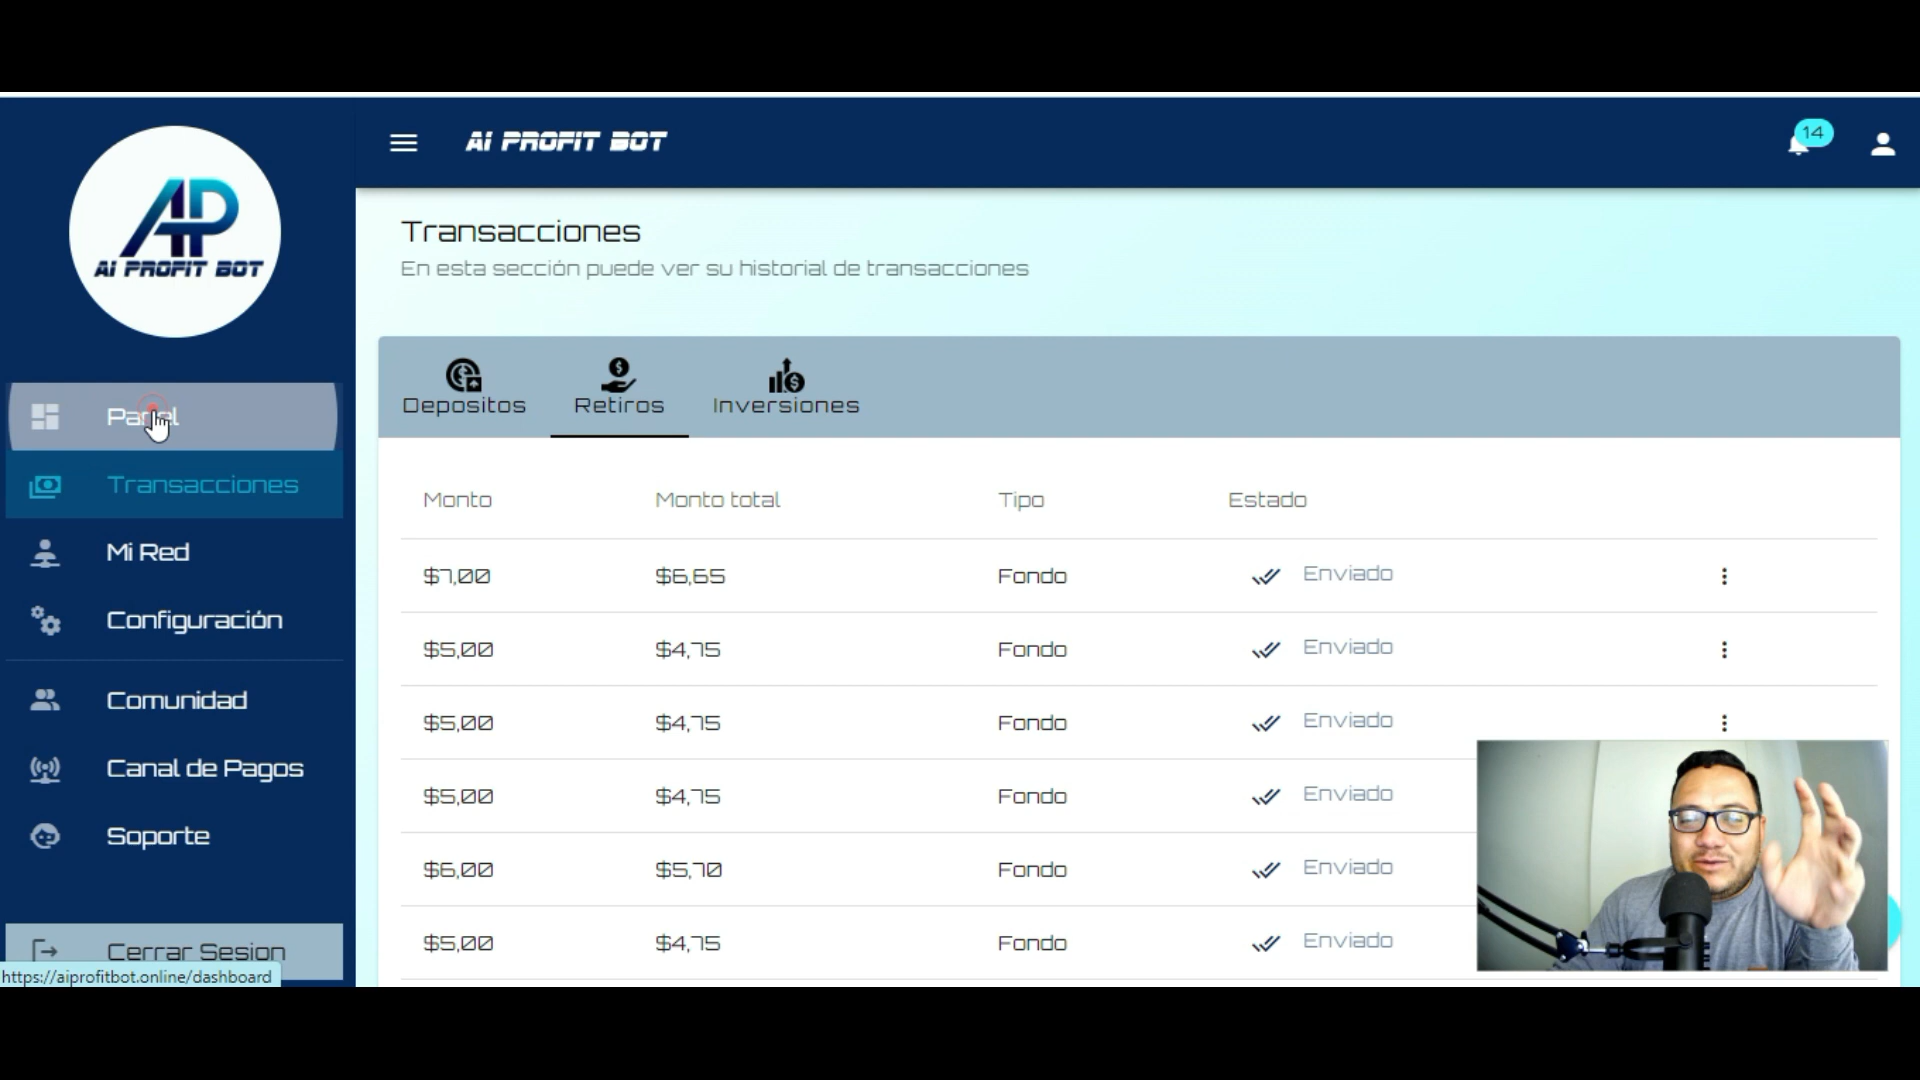 AI PROFIT BOT
14
AP
AI PROFIT BOT
Transacciones
En esta sección puede ver su historial de transacciones
Panel
Transacciones
Mi Red
Configuración
Comunidad
Canal de Pagos
Soporte
Cerrar Sesion
https://aiprofitbot.online/dashboard
Depositos Retiros Inversiones
Monto Monto total Tipo Estado
$7,00 $6,65 Fondo Enviado
$5,00 $4,75 Fondo Enviado
$5,00 $4,75 Fondo Enviado
$5,00 $4,75 Fondo Enviado
$6,00 $5,70 Fondo Enviado
$5,00 $4,75 Fondo Enviado